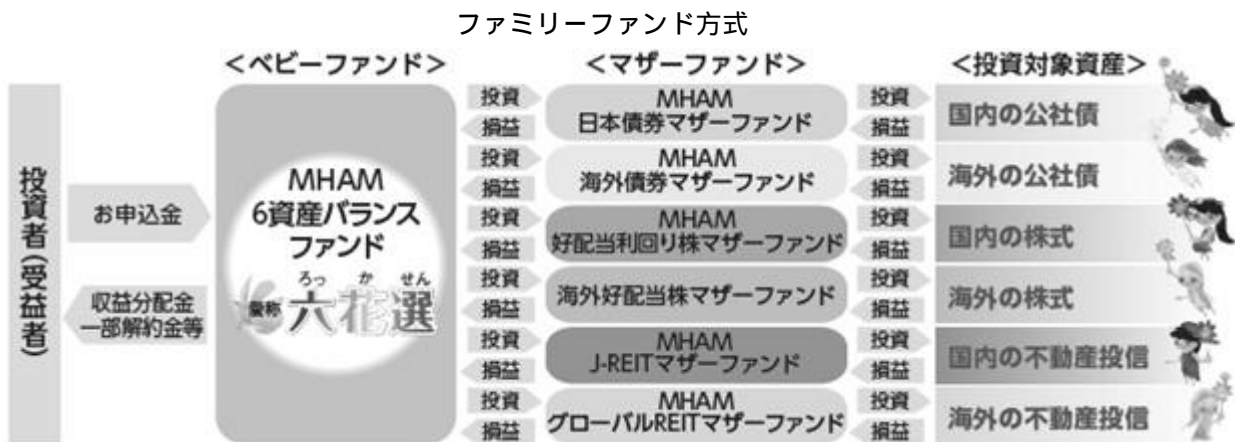 ファミリーファンド方式
<ベビーファンド>
<マザーファンド>
<投資対象資産>
投資者(受益者)
お申込金
収益分配金
一部解約金等
MHAM
6資産バランス
ファンド
愛称
ろっ か せん
六花選
投資
損益
MHAM
日本債券マザーファンド
投資
損益
国内の公社債
投資
損益
MHAM
海外債券マザーファンド
投資
損益
海外の公社債
投資
損益
MHAM
好配当利回り株マザーファンド
投資
損益
国内の株式
投資
損益
海外好配当株マザーファンド
投資
損益
海外の株式
投資
損益
MHAM
J-REITマザーファンド
投資
損益
国内の不動産投信
投資
損益
MHAM
グローバルREITマザーファンド
投資
損益
海外の不動産投信